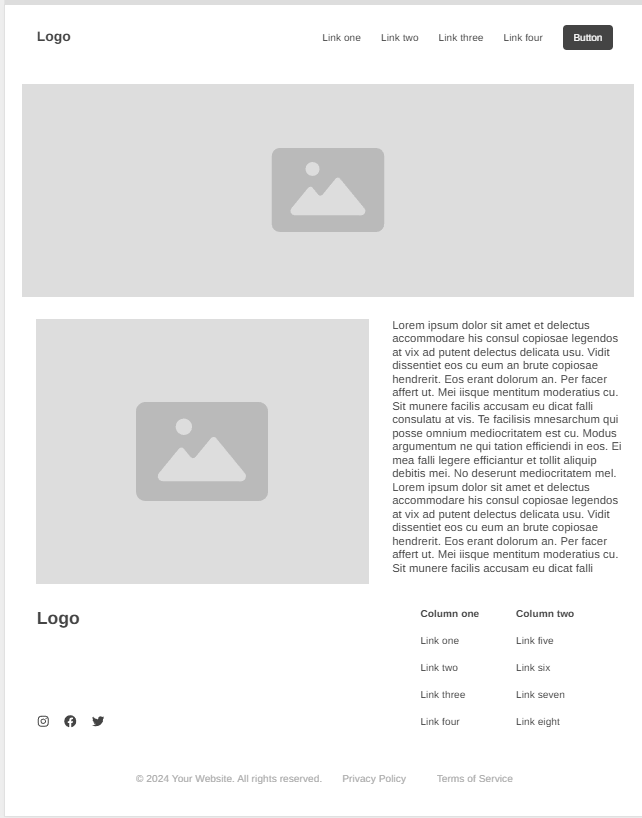 Logo
Link one Link two Link three Link four Button
Lorem ipsum dolor sit amet et delectus
accommodare his consul copiosae legendos
at vix ad putent delectus delicata usu. Vidit
dissentiet eos cu eum an brute copiosae
hendrerit. Eos erant dolorum an. Per facer
affert ut. Mei iisque mentitum moderatius cu.
Sit munere facilis accusam eu dicat falli
consulatu at vis. Te facilisis mnesarchum qui
posse omnium mediocritatem est cu. Modus
argumentum ne qui tation efficiendi in eos. Ei
mea falli legere efficiantur et tollit aliquip
debitis mei. No deserunt mediocritatem mel.
Lorem ipsum dolor sit amet et delectus
accommodare his consul copiosae legendos
at vix ad putent delectus delicata usu. Vidit
dissentiet eos cu eum an brute copiosae
hendrerit. Eos erant dolorum an. Per facer
affert ut. Mei iisque mentitum moderatius cu.
Sit munere facilis accusam eu dicat falli
Logo
Column one
Link one
Link two
Link three
Link four
Column two
Link five
Link six
Link seven
Link eight
© 2024 Your Website. All rights reserved. Privacy Policy Terms of Service